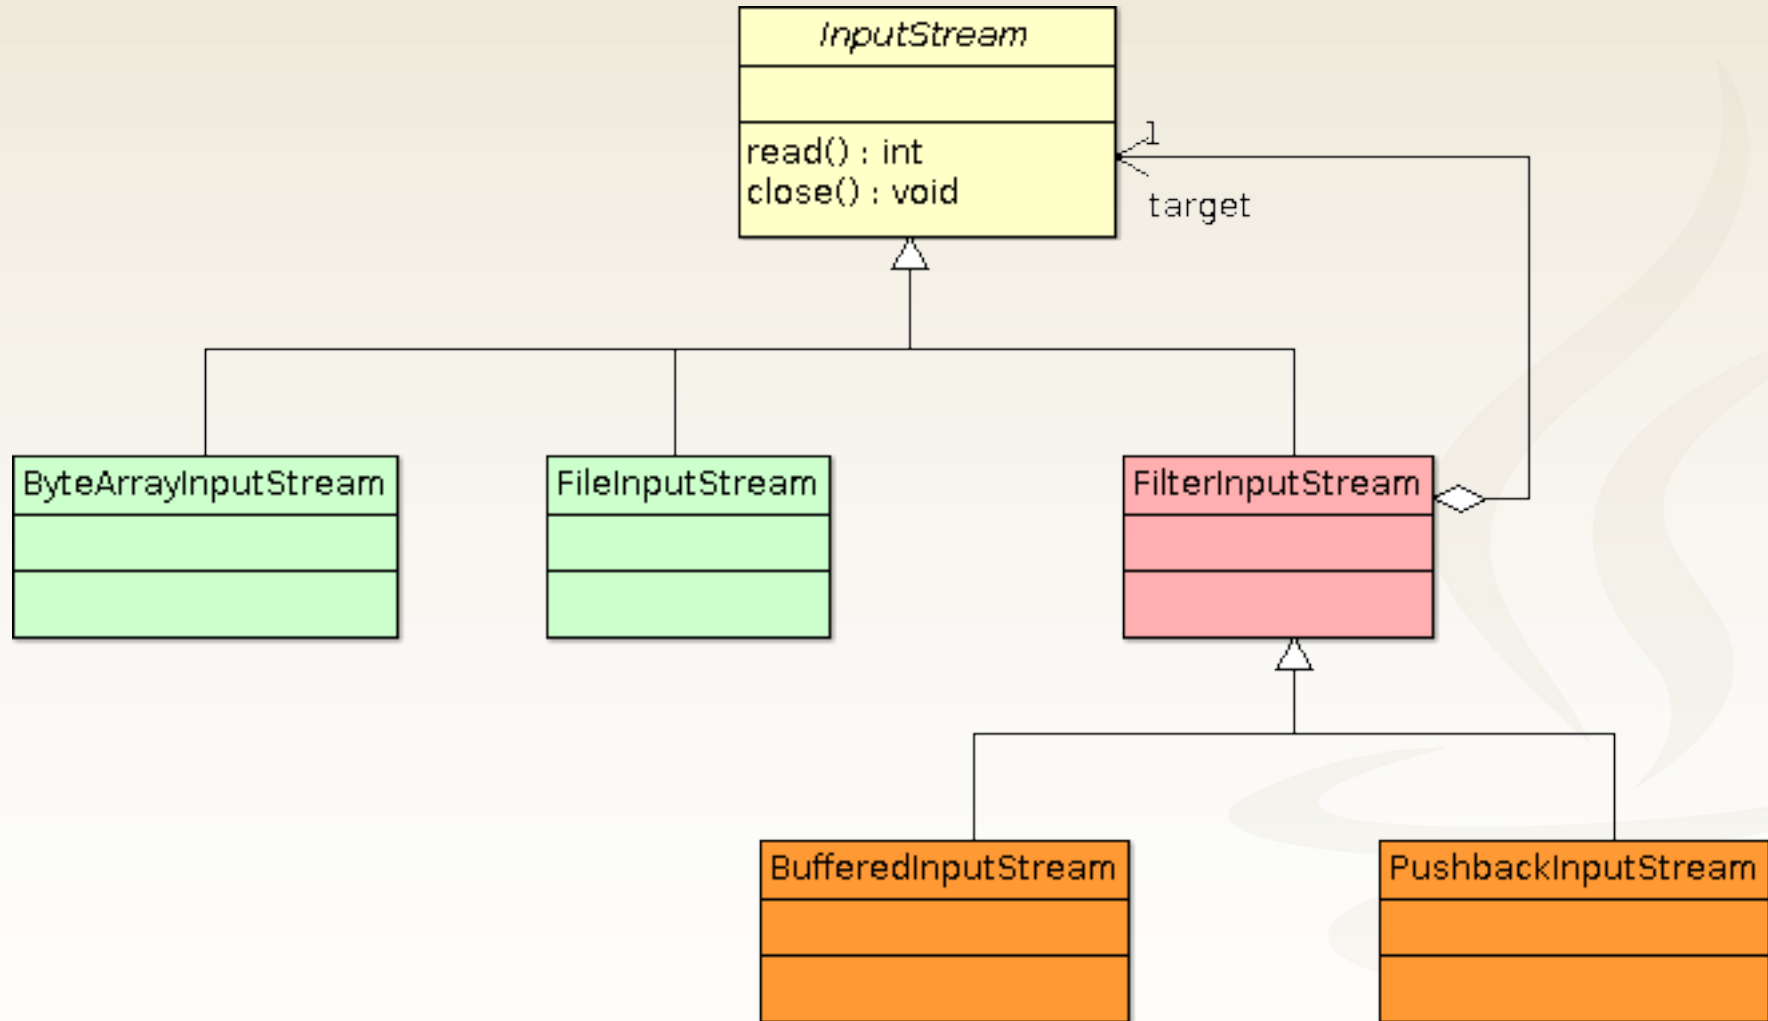 InputStream
read() : int
close() : void
1
target
ByteArrayInputStream
FileInputStream
FilterInputStream
BufferedInputStream
PushbackInputStream